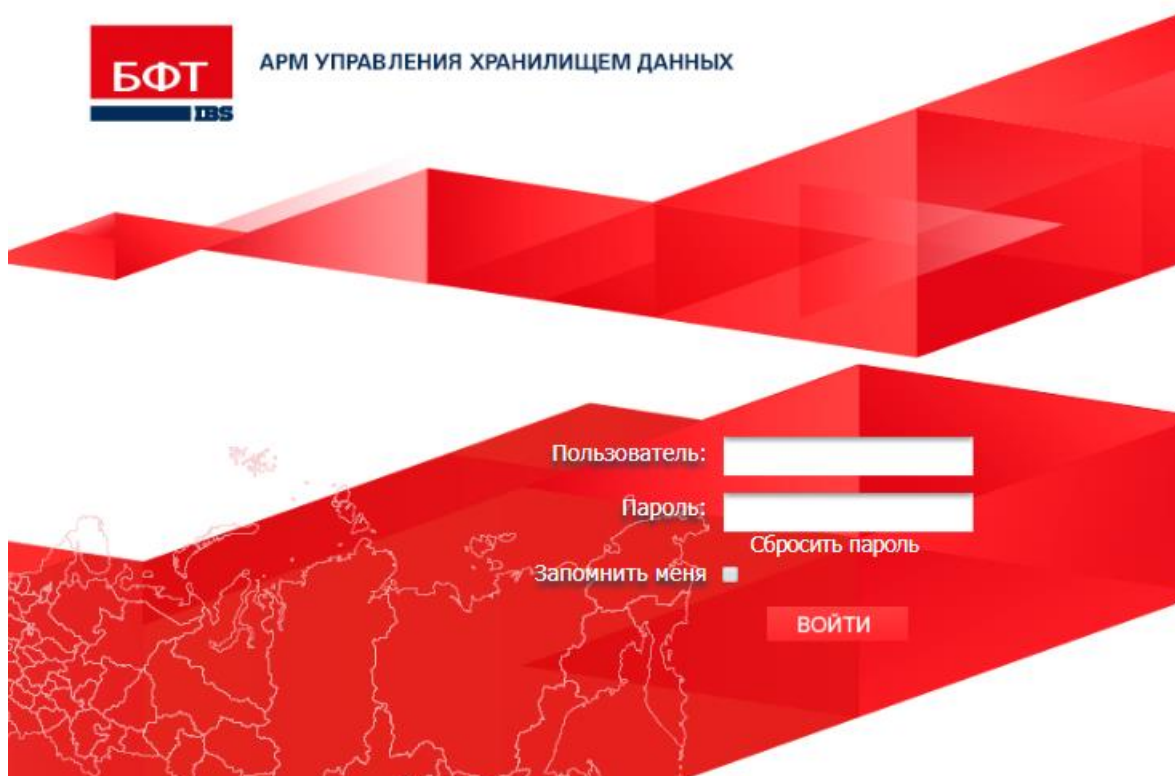 БФТ
IBS
АРМ УПРАВЛЕНИЯ ХРАНИЛИЩЕМ ДАННЫХ
Пользователь:
Пароль:
Сбросить пароль
Запомнить меня
ВОЙТИ